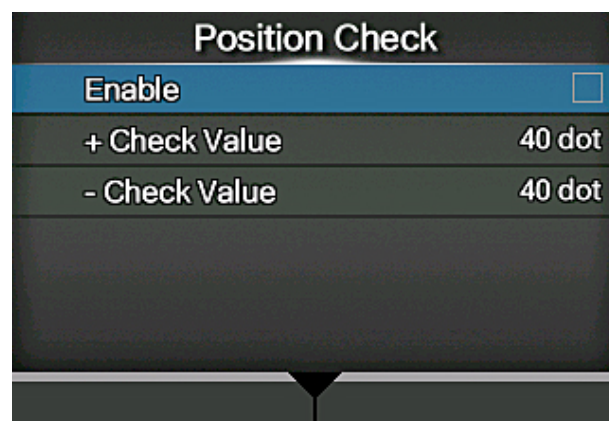 Position Check
Enable
+ Check Value 40 dot
- Check Value 40 dot